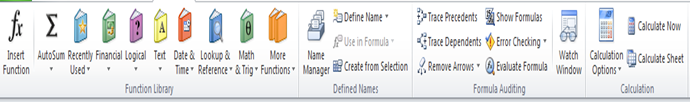 fx Σ
Insert Function
AutoSum
Recently Used
Financial
Logical
Text
Date & Time
Lookup & Reference
Math & Trig
More Functions
Function Library
Name Manager
Define Name
Use in Formula
Create from Selection
Defined Names
Trace Precedents
Trace Dependents
Remove Arrows
Show Formulas
Error Checking
Evaluate Formula
Watch Window
Formula Auditing
Calculation Options
Calculate Now
Calculate Sheet
Calculation